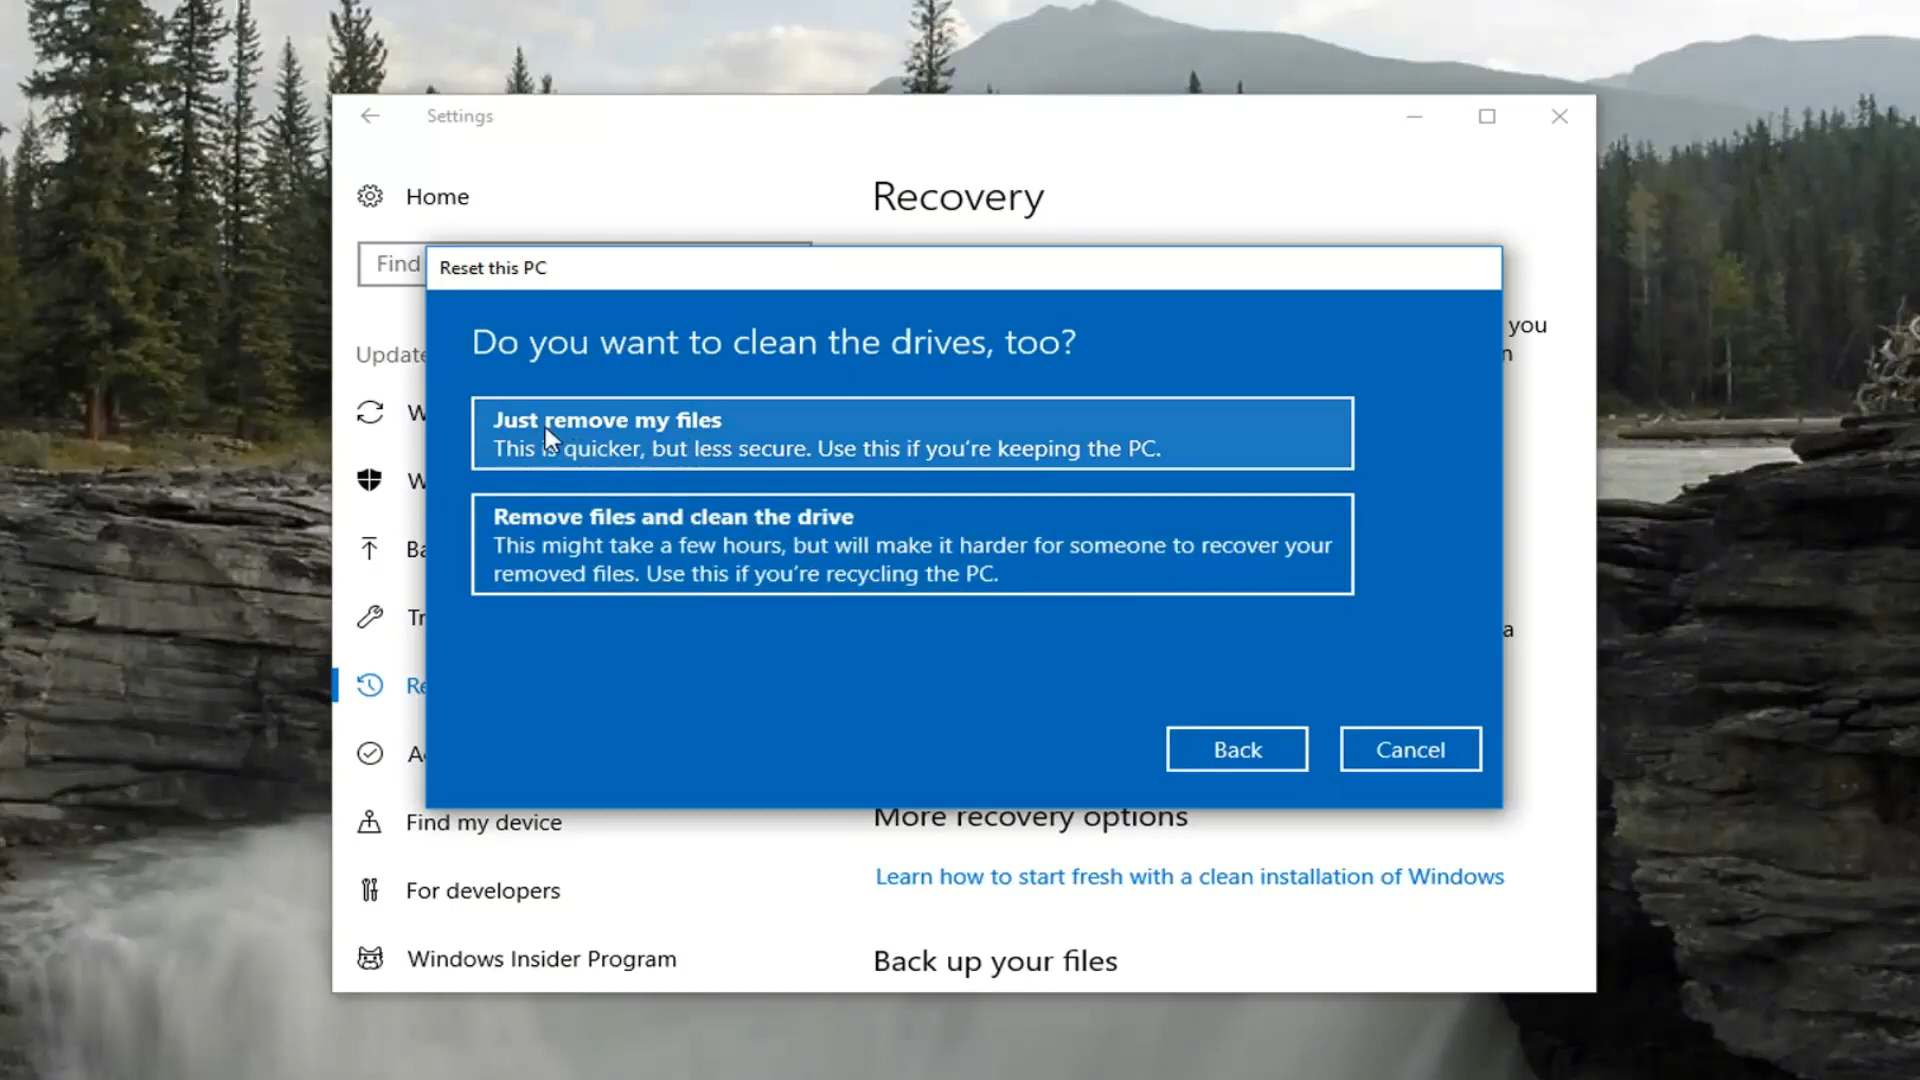 Settings
Home
Recovery
Find
Reset this PC
Do you want to clean the drives, too?
you
Update
Just remove my files
This is quicker, but less secure. Use this if you're keeping the PC.
W
W
Remove files and clean the drive
This might take a few hours, but will make it harder for someone to recover your
removed files. Use this if you're recycling the PC.
Ba
Tr
a
Re
A
Back
Cancel
Find my device
More recovery options
Learn how to start fresh with a clean installation of Windows
For developers
Windows Insider Program
Back up your files